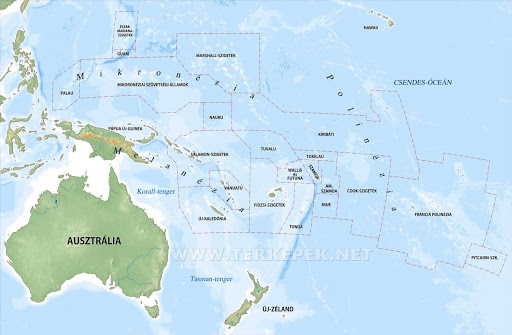 ÉSZAK-
MARIANA-
SZIGETEK
HAWAII
GUAM
MARSHALL-SZIGETEK
Mikronézia
CSENDES-ÓCEÁN
PALAU
MIKRONÉZIAI SZÖVETSÉGI ÁLLAMOK
Polinézia
NAURU
PÁPUA ÚJ-GUINEA
KIRIBATI
Melanézia
TUVALU
SALAMON-SZIGETEK
TOKELAU
WALLIS
és
FUTUNA
SZAMOA
Korall-tenger
VANUATU
AM.
SZAMOA
COOK-SZIGETEK
FIDZSI-SZIGETEK
NIUE
FRANCIA POLINÉZIA
ÚJ-KALEDÓNIA
TONGA
AUSZTRÁLIA
WWW.TERKEPEK.NET
PITCAIRN-SZK.
Tasman-tenger
ÚJ-ZÉLAND